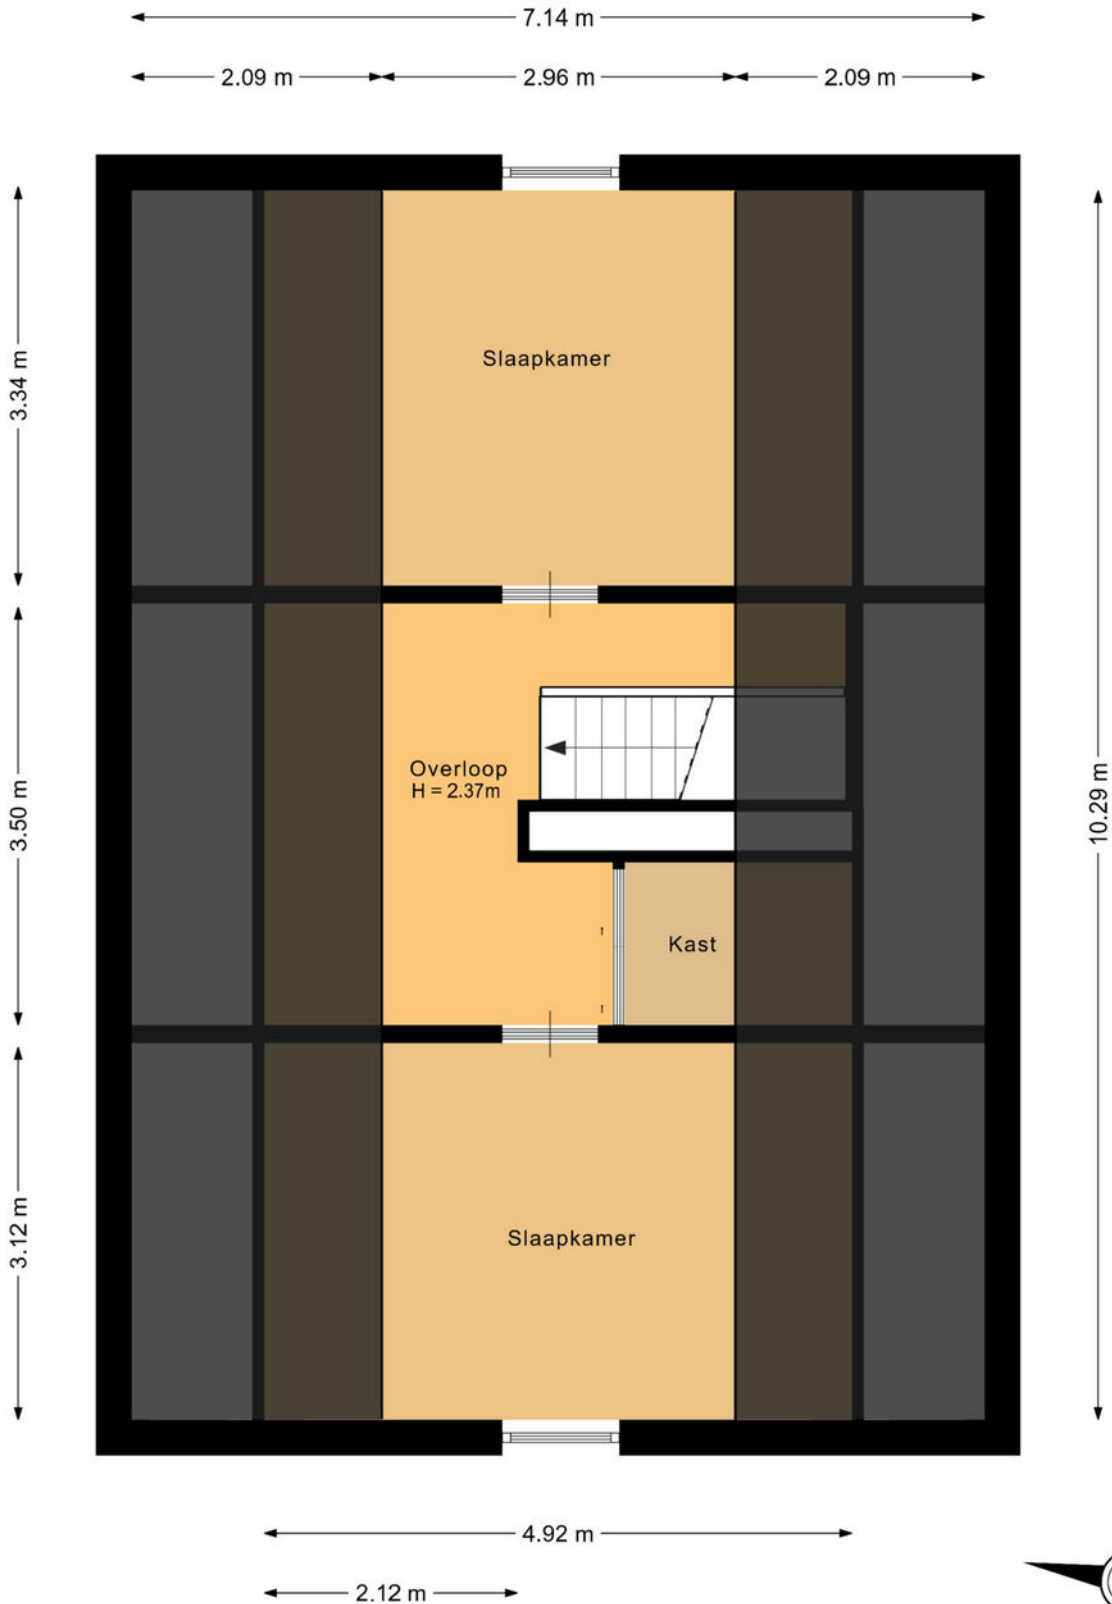 7.14 m
2.09 m
2.96 m
2.09 m
3.34 m
Slaapkamer
Overloop
H = 2.37m
3.50 m
10.29 m
Kast
3.12 m
Slaapkamer
4.92 m
2.12 m